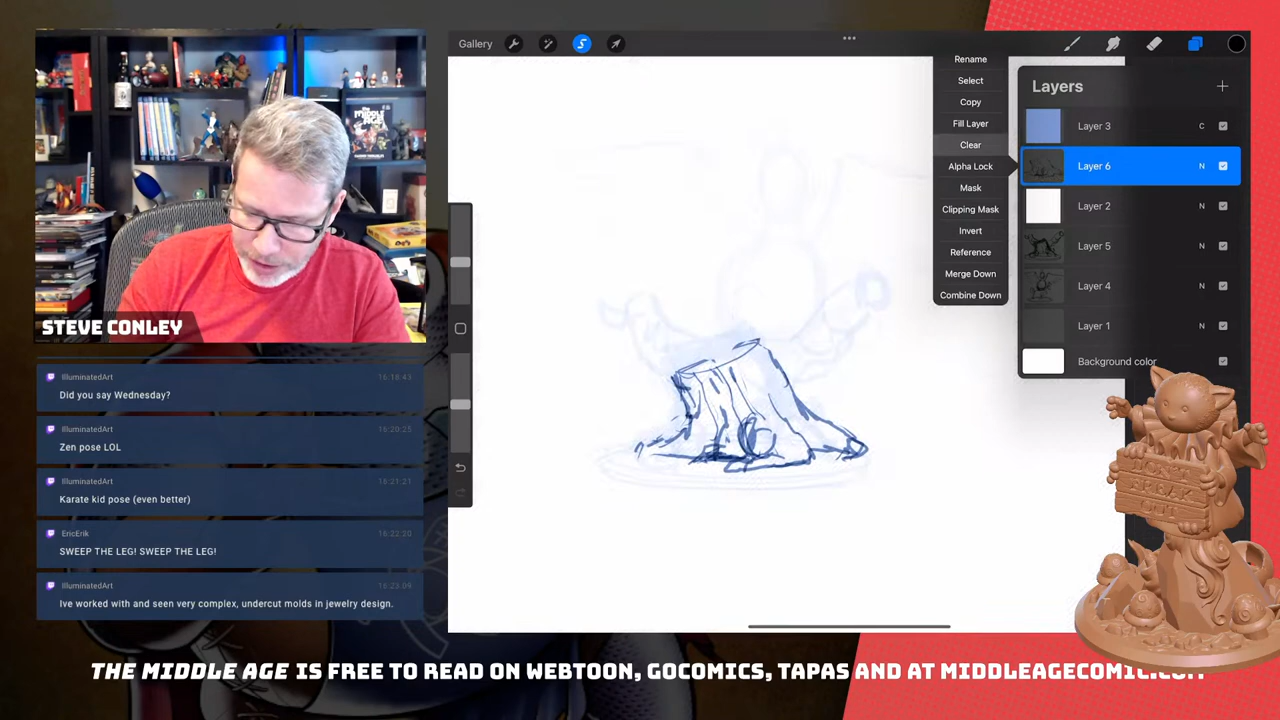 STEVE CONLEY
IlluminatedArt 16:18:43
Did you say Wednesday?
IlluminatedArt 16:20:25
Zen pose LOL
IlluminatedArt 16:21:21
Karate kid pose (even better)
EricErik 16:22:20
SWEEP THE LEG! SWEEP THE LEG!
IlluminatedArt 16:23:09
Ive worked with and seen very complex, undercut molds in jewelry design.
Gallery
Rename
Select
Copy
Fill Layer
Clear
Alpha Lock
Mask
Clipping Mask
Invert
Reference
Merge Down
Combine Down
Layers
Layer 3 C
Layer 6 N
Layer 2 N
Layer 5 N
Layer 4 N
Layer 1 N
Background color
FREAK
OUT
THE MIDDLE AGE IS FREE TO READ ON WEBTOON, GOCOMICS, TAPAS AND AT MIDDLEAGECOMIC.COM